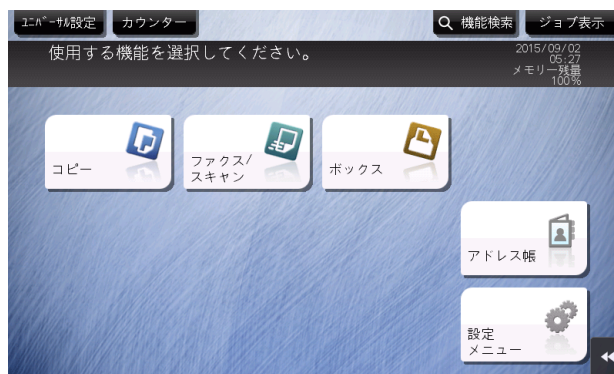 ﾕﾆﾊﾞｰｻﾙ設定
カウンター
機能検索
ジョブ表示
使用する機能を選択してください。
2015/09/02
05:27
メモリー残量
100%
コピー
ファクス/
スキャン
ボックス
アドレス帳
設定
メニュー